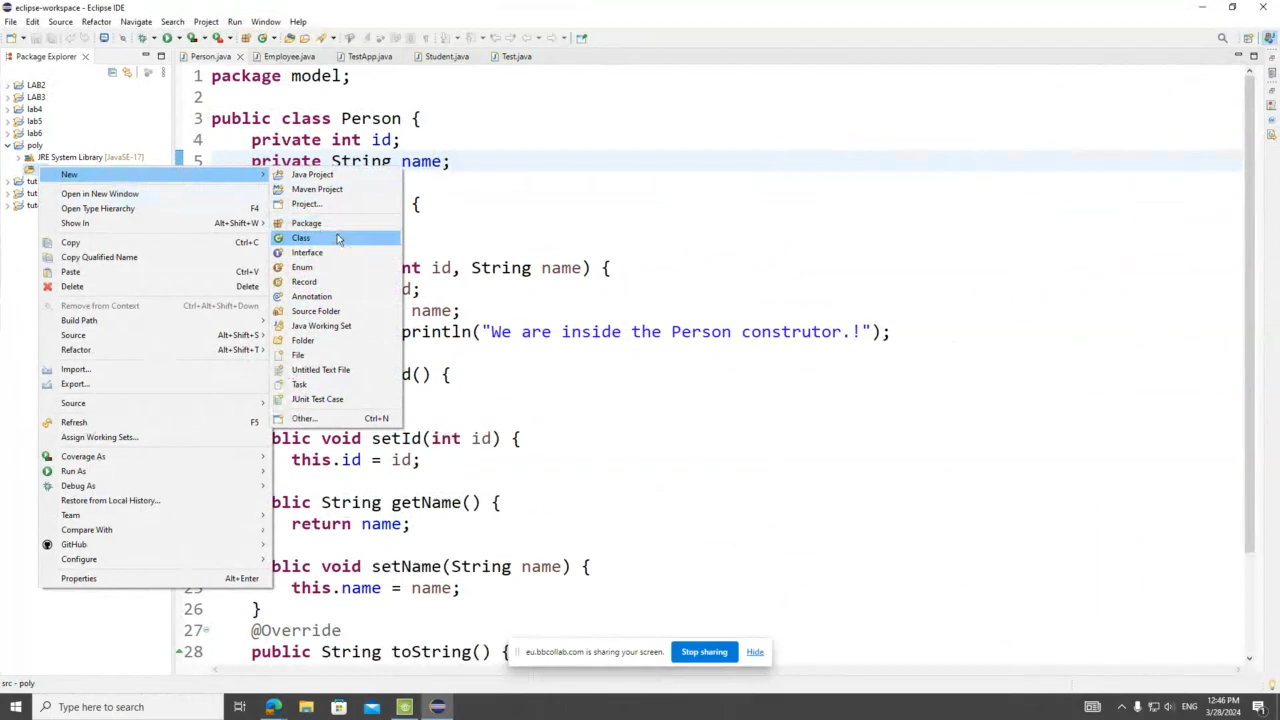 eclipse-workspace - Eclipse IDE
File Edit Source Refactor Navigate Search Project Run Window Help
Package Explorer
Person.java Employee.java TestApp.java Student.java Test.java
LAB2
LAB3
lab4
lab5
lab6
poly
JRE System Library [JavaSE-17]
tut
tut
tut
New
Open in New Window
Open Type Hierarchy F4
Show In Alt+Shift+W
Copy Ctrl+C
Copy Qualified Name
Paste Ctrl+V
Delete Delete
Remove from Context Ctrl+Alt+Shift+Down
Build Path
Source Alt+Shift+S
Refactor Alt+Shift+T
Import...
Export...
Source
Refresh F5
Assign Working Sets...
Coverage As
Run As
Debug As
Restore from Local History...
Team
Compare With
GitHub
Configure
Properties Alt+Enter
Java Project
Maven Project
Project...
Package
Class
Interface
Enum
Record
Annotation
Source Folder
Java Working Set
Folder
File
Untitled Text File
Task
JUnit Test Case
Other... Ctrl+N
1 package model;
2
3 public class Person {
4 private int id;
5 private String name;
{
nt id, String name) {
d;
name;
println("We are inside the Person construtor.!");
d() {
blic void setId(int id) {
this.id = id;
blic String getName() {
return name;
blic void setName(String name) {
this.name = name;
26 }
27 @Override
28 public String toString() {
eu.bbcollab.com is sharing your screen. Stop sharing Hide
src - poly
Type here to search
ENG
12:46 PM
3/28/2024